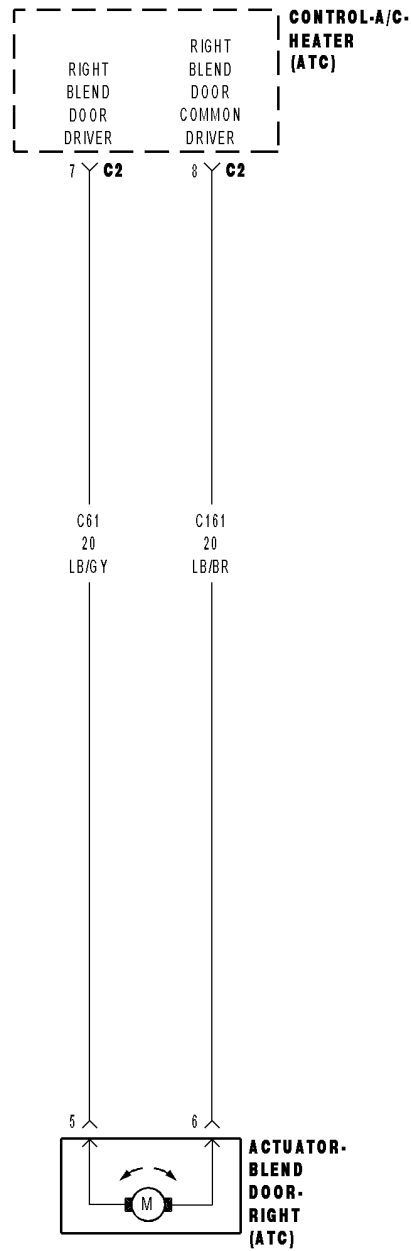 CONTROL-A/C-
HEATER
(ATC)
RIGHT
BLEND
DOOR
DRIVER
RIGHT
BLEND
DOOR
COMMON
DRIVER
7 C2
8 C2
C61
20
LB/GY
C161
20
LB/BR
5
6
M
ACTUATOR-
BLEND
DOOR-
RIGHT
(ATC)